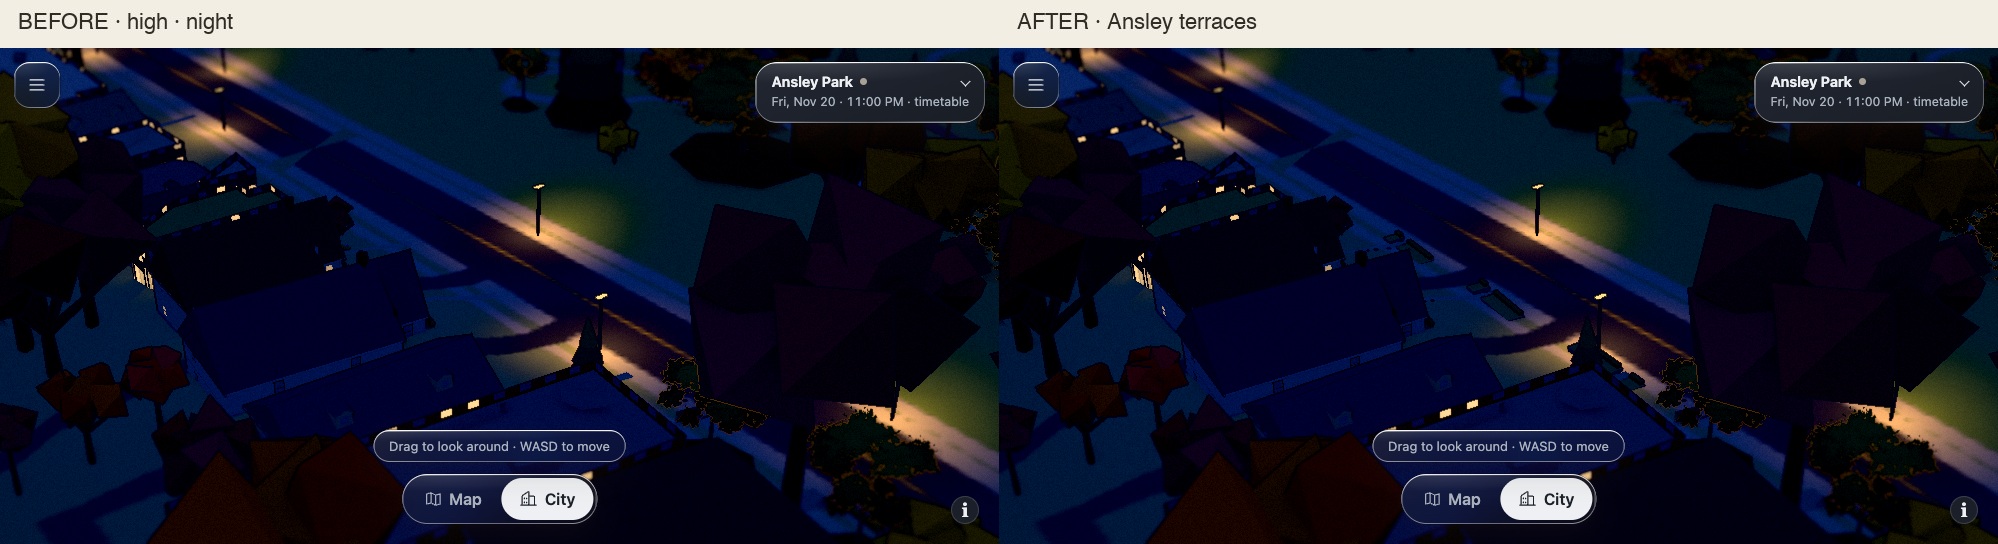 BEFORE · high · night
AFTER · Ansley terraces
Ansley Park
Fri, Nov 20 · 11:00 PM · timetable
Drag to look around · WASD to move
Map
City
i
Ansley Park
Fri, Nov 20 · 11:00 PM · timetable
Drag to look around · WASD to move
Map
City
i